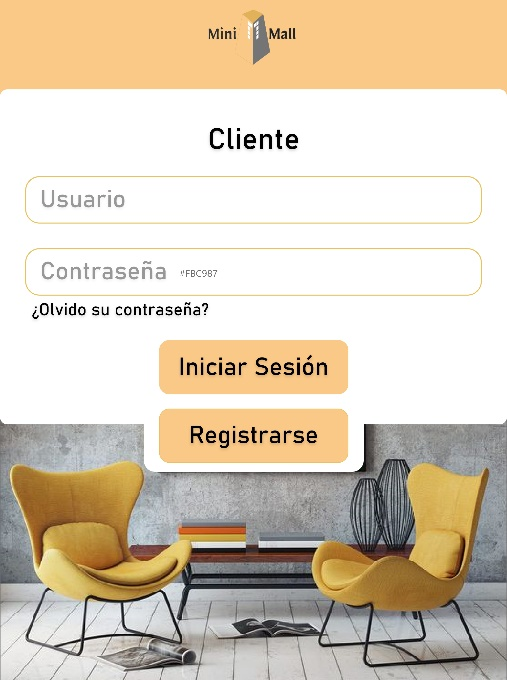 Mini Mall
Cliente
Usuario
Contraseña #FBC987
¿Olvido su contraseña?
Iniciar Sesión
Registrarse